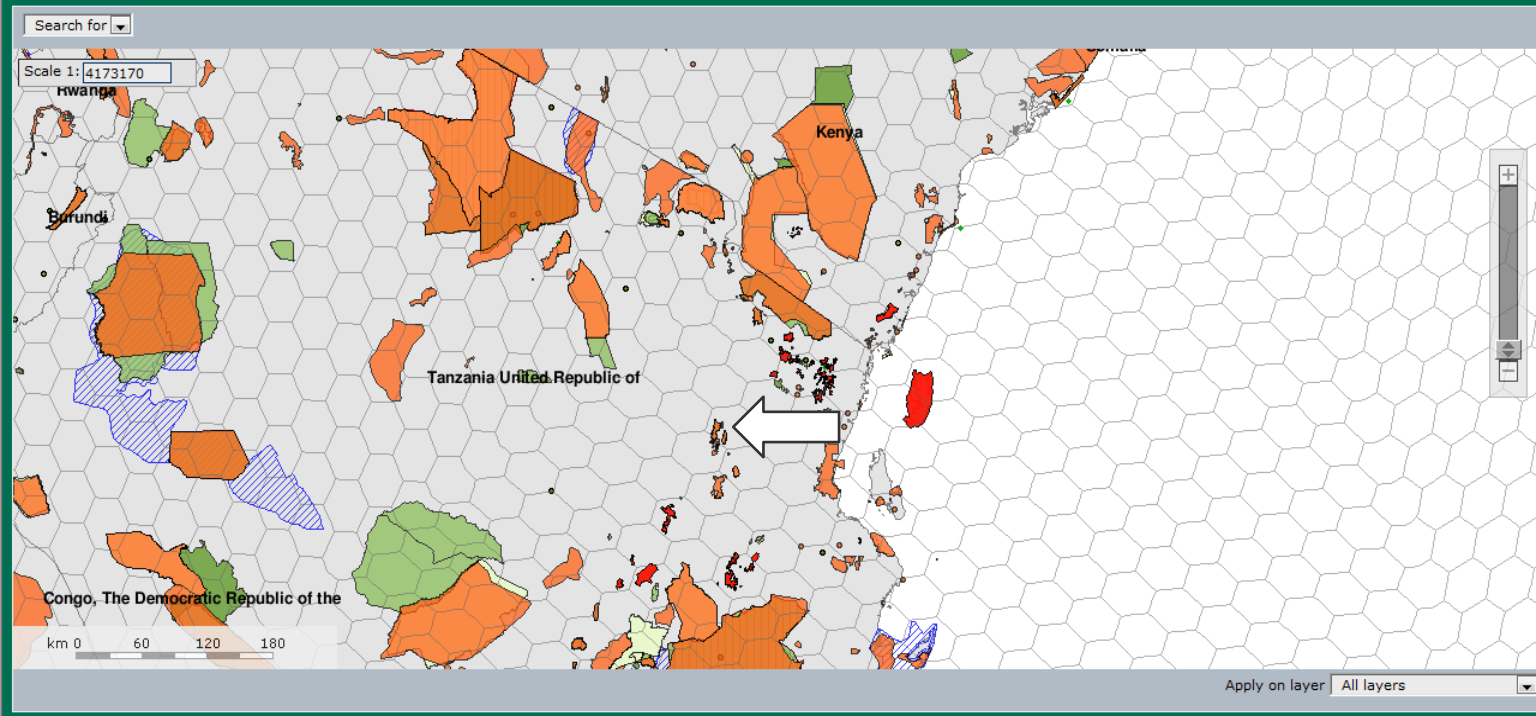 Search for
Somalia
Scale 1: 4173170
Rwanda
Kenya
Burundi
Tanzania United Republic of
Congo, The Democratic Republic of the
km 0 60 120 180
Apply on layer All layers